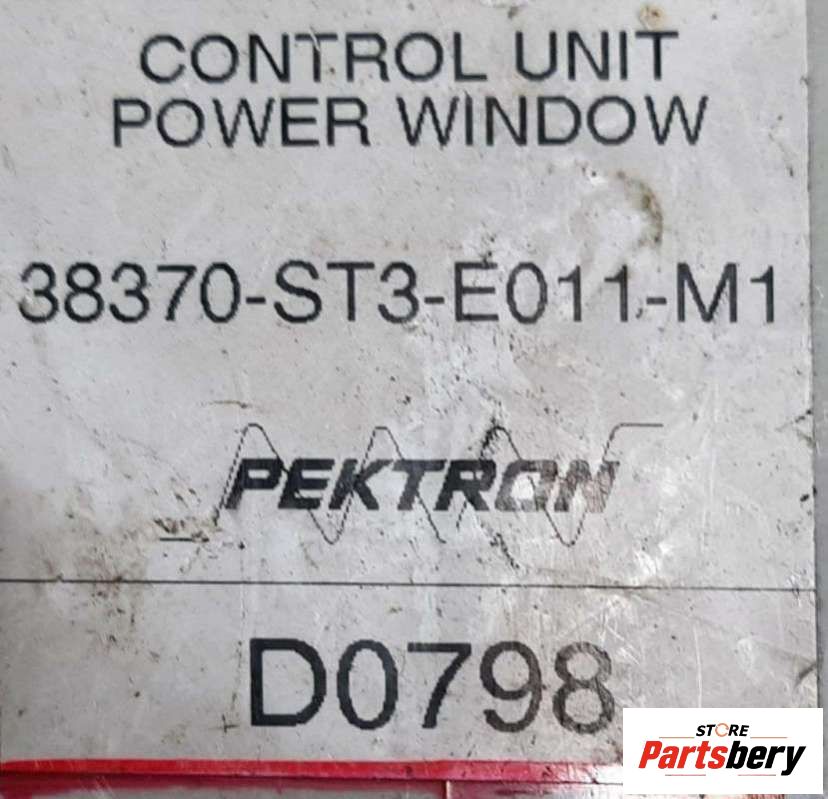 CONTROL UNIT
POWER WINDOW
38370-ST3-E011-M1
PEKTRON
D0798
STORE
Partsbery